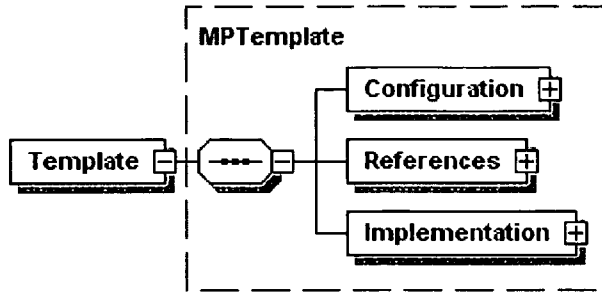 MPTemplate
Configuration
Template
References
Implementation